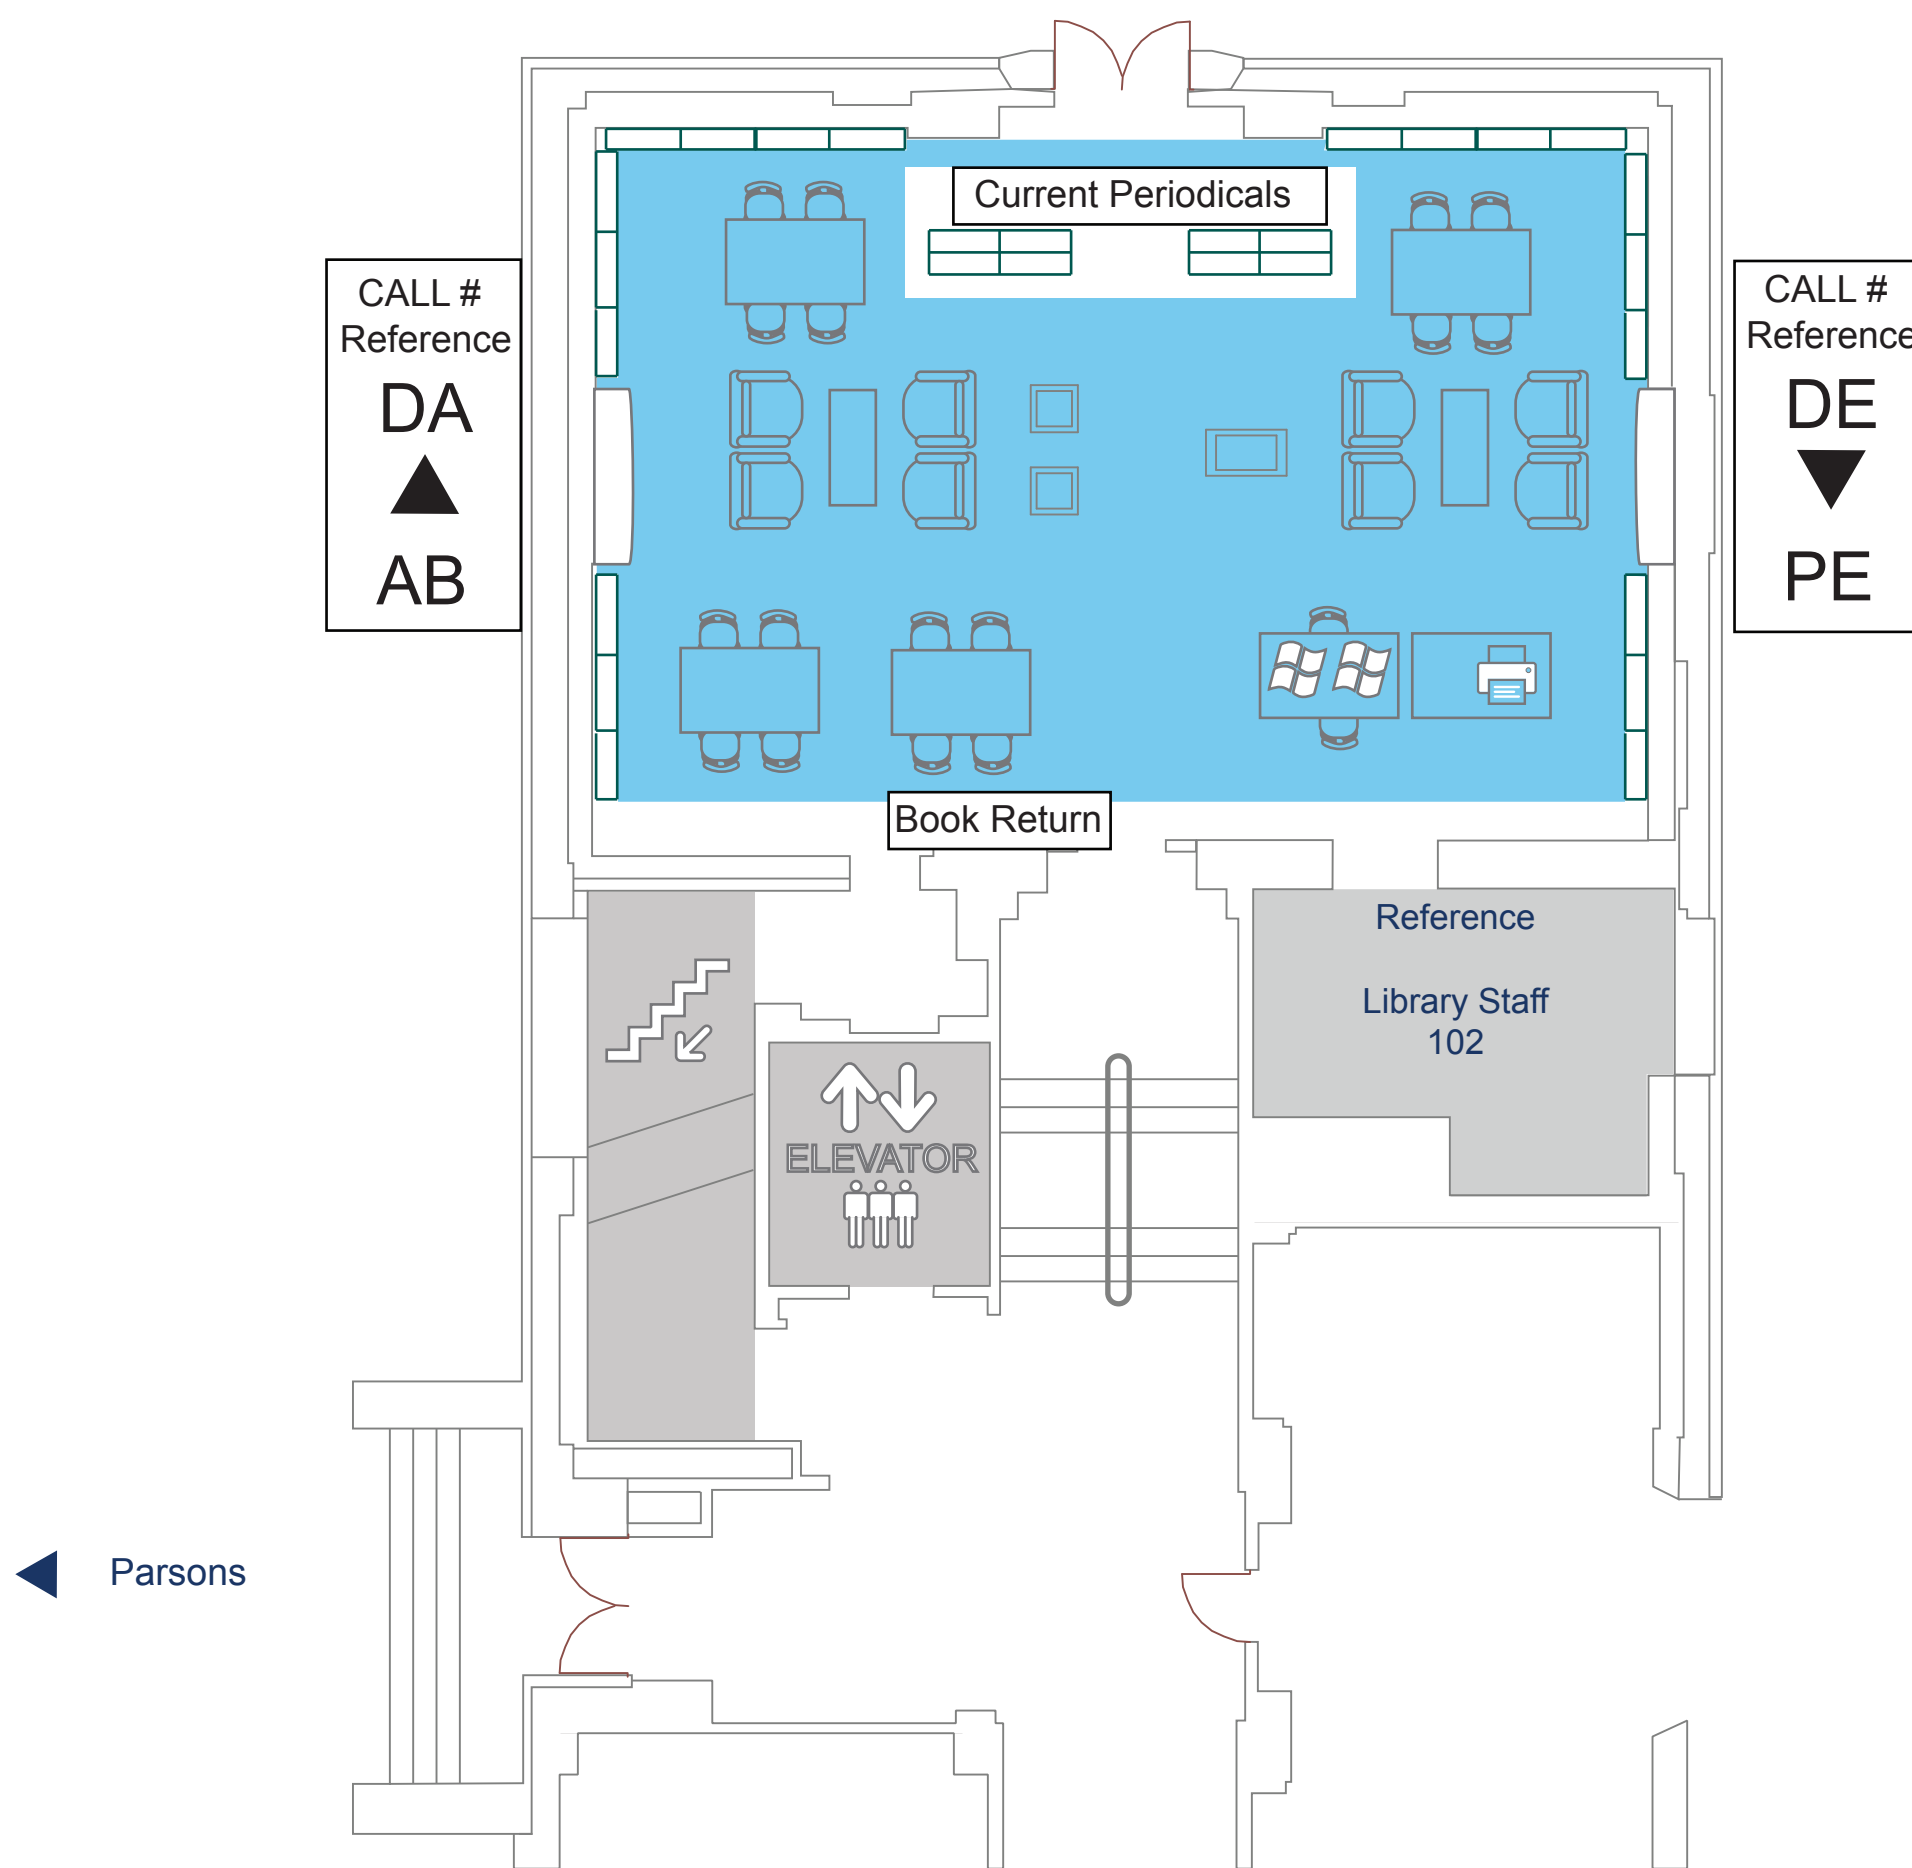 Current Periodicals
CALL #
Reference
DA
AB
CALL #
Reference
DE
PE
Book Return
Reference
Library Staff
102
ELEVATOR
Parsons